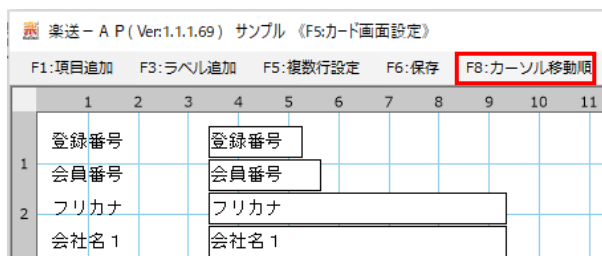 楽送－ＡＰ( Ver:1.1.1.69 ) サンプル 《F5:カード画面設定》
F1:項目追加 F3:ラベル追加 F5:複数行設定 F6:保存 F8:カーソル移動順
1 2 3 4 5 6 7 8 9 10 11
登録番号 登録番号
1 会員番号 会員番号
2 フリカナ フリカナ
会社名１ 会社名１